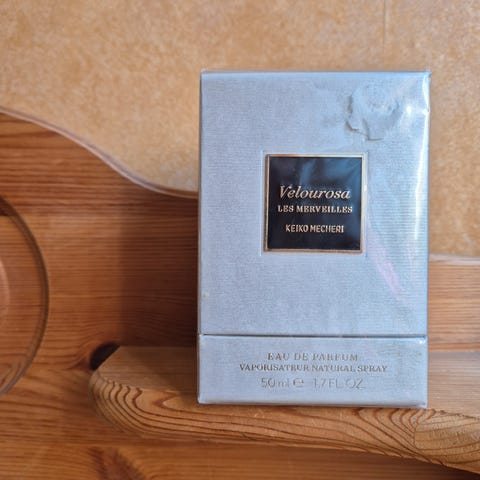 Velourosa
LES MERVEILLES
KEIKO MECHERI
EAU DE PARFUM
VAPORISATEUR NATURAL SPRAY
50 ml ℮ 1.7 FL OZ